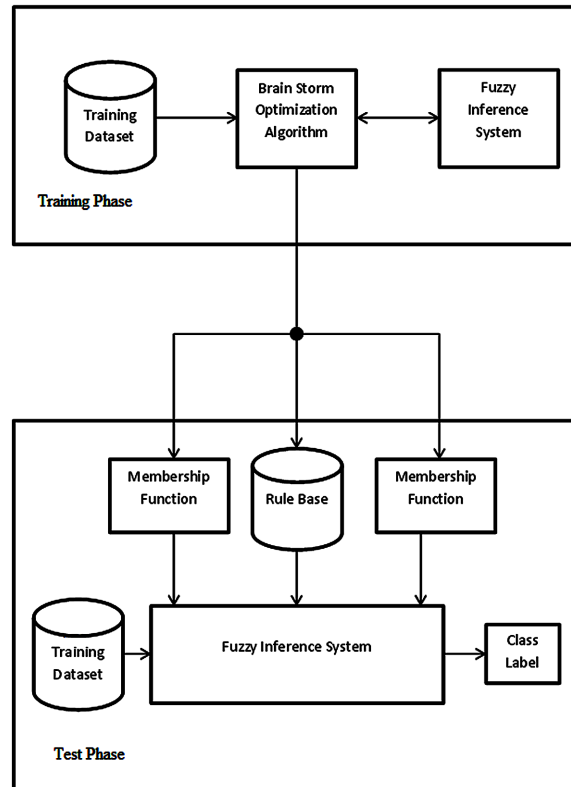 Training
Dataset
Brain Storm
Optimization
Algorithm
Fuzzy
Inference
System
Training Phase
Membership
Function
Rule Base
Membership
Function
Training
Dataset
Fuzzy Inference System
Class
Label
Test Phase